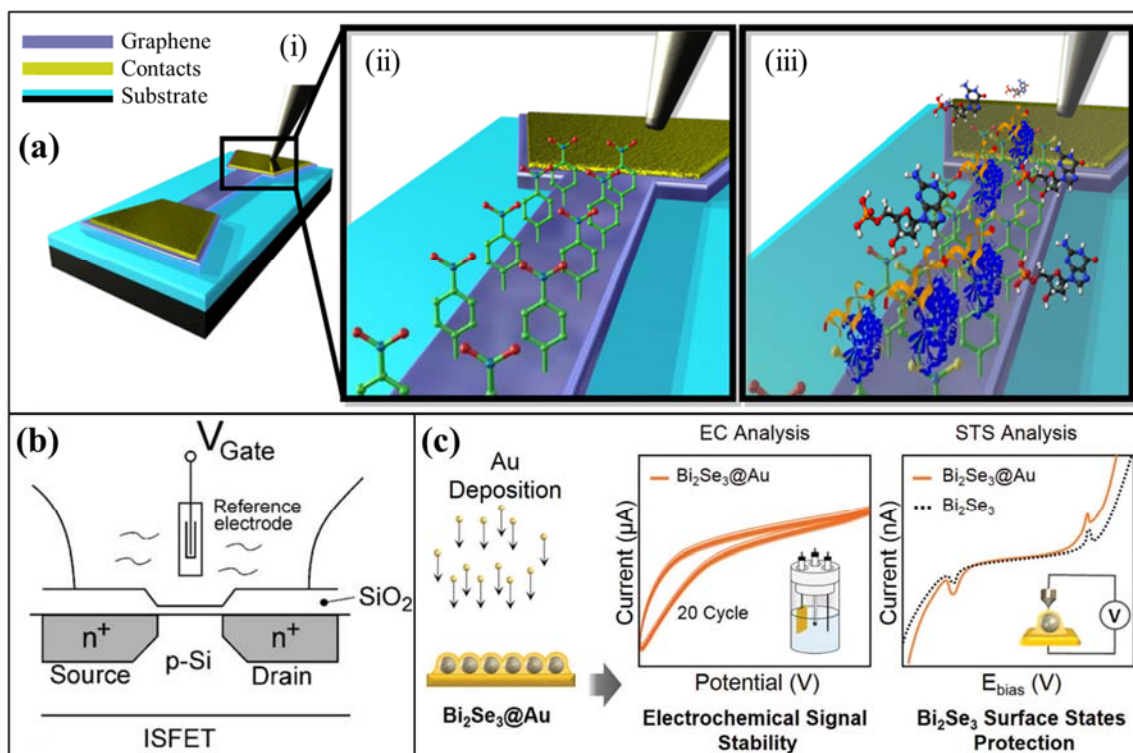 Graphene
Contacts
Substrate
(i)
(ii)
(iii)
(a)
(b)
V_Gate
Reference
electrode
SiO₂
n⁺
n⁺
Source
p-Si
Drain
ISFET
(c)
Au
Deposition
Bi₂Se₃@Au
EC Analysis
Bi₂Se₃@Au
Current (µA)
20 Cycle
Potential (V)
Electrochemical Signal
Stability
STS Analysis
Bi₂Se₃@Au
Bi₂Se₃
Current (nA)
V
E_bias (V)
Bi₂Se₃ Surface States
Protection